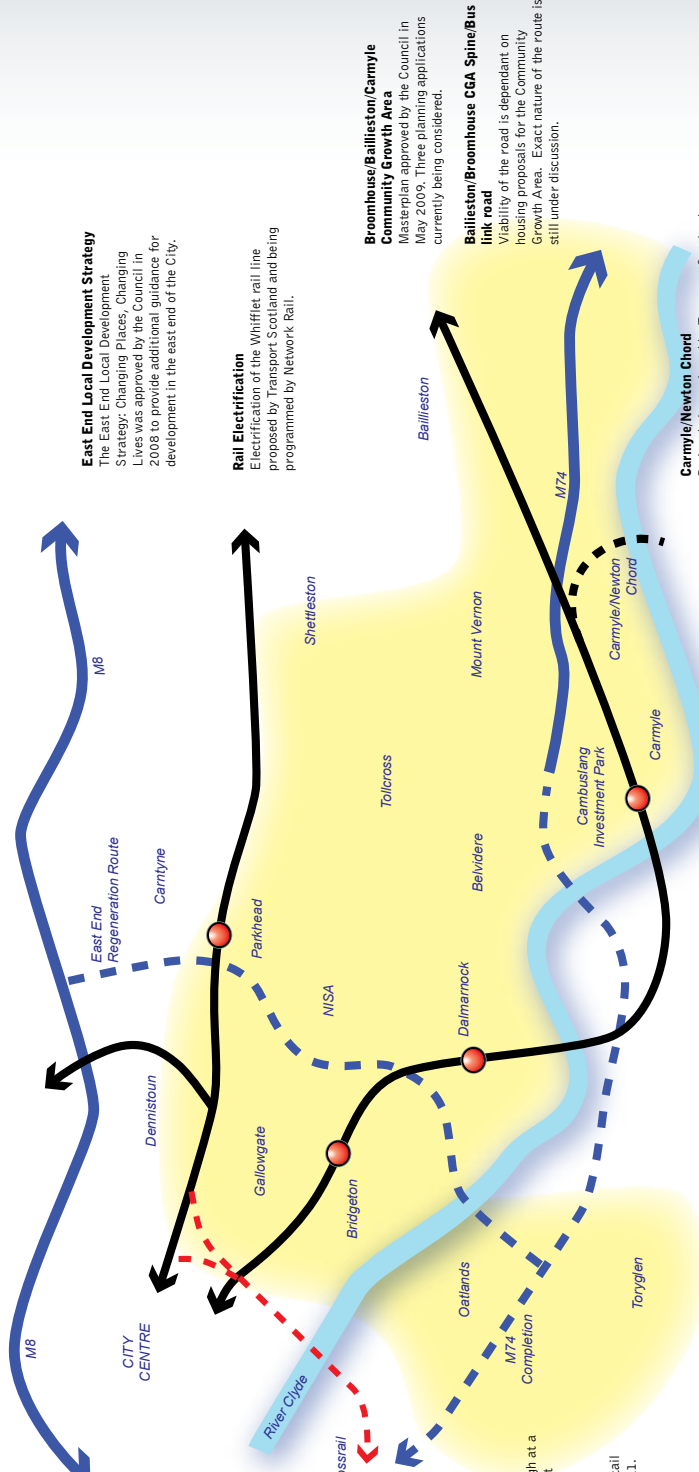 East End Local Development Strategy
The East End Local Development
Strategy: Changing Places, Changing
Lives was approved by the Council in
2008 to provide additional guidance for
development in the east end of the City.
Rail Electrification
Electrification of the Whifflet rail line
proposed by Transport Scotland and being
programmed by Network Rail.
Broomhouse/Baillieston/Carmyle
Community Growth Area
Masterplan approved by the Council in
May 2009. Three planning applications
currently being considered.
Bailieston/Broomhouse CGA Spine/Bus
link road
Viability of the road is dependant on
housing proposals for the Community
Growth Area. Exact nature of the route is
still under discussion.
Carmyle/Newton Chord
M8
M8
East End
Regeneration Route
Carntyne
Dennistoun
CITY
CENTRE
Gallowgate
Parkhead
NISA
Shettleston
Tollcross
Baillieston
Bridgeton
Dalmarnock
Belvidere
Mount Vernon
M74
Cambuslang
Investment Park
Carmyle/Newton
Chord
Carmyle
River Clyde
Oatlands
M74
Completion
Toryglen
ossrail
gh at a
t
ail
1.